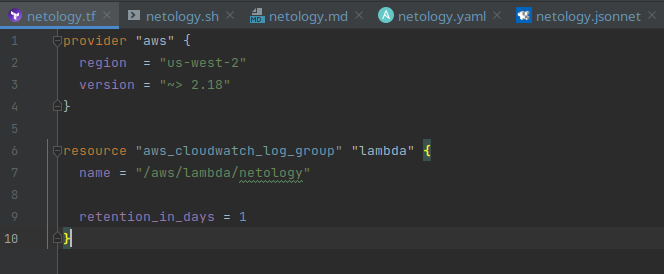 netology.tf netology.sh netology.md netology.yaml netology.jsonnet
1 provider "aws" {
2   region  = "us-west-2"
3   version = "~> 2.18"
4 }
5
6 resource "aws_cloudwatch_log_group" "lambda" {
7   name = "/aws/lambda/netology"
8
9   retention_in_days = 1
10 }